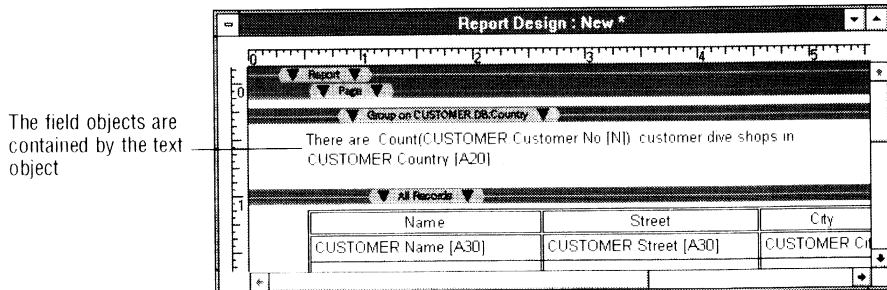 Report Design : New *
0 1 2 3 4 5
Report
0
Page
Group on CUSTOMER.DB.Country
The field objects are
contained by the text
object
There are Count(CUSTOMER Customer No [N]) customer dive shops in
CUSTOMER Country [A20]
All Records
1
Name Street City
CUSTOMER Name [A30] CUSTOMER Street [A30] CUSTOMER Cit